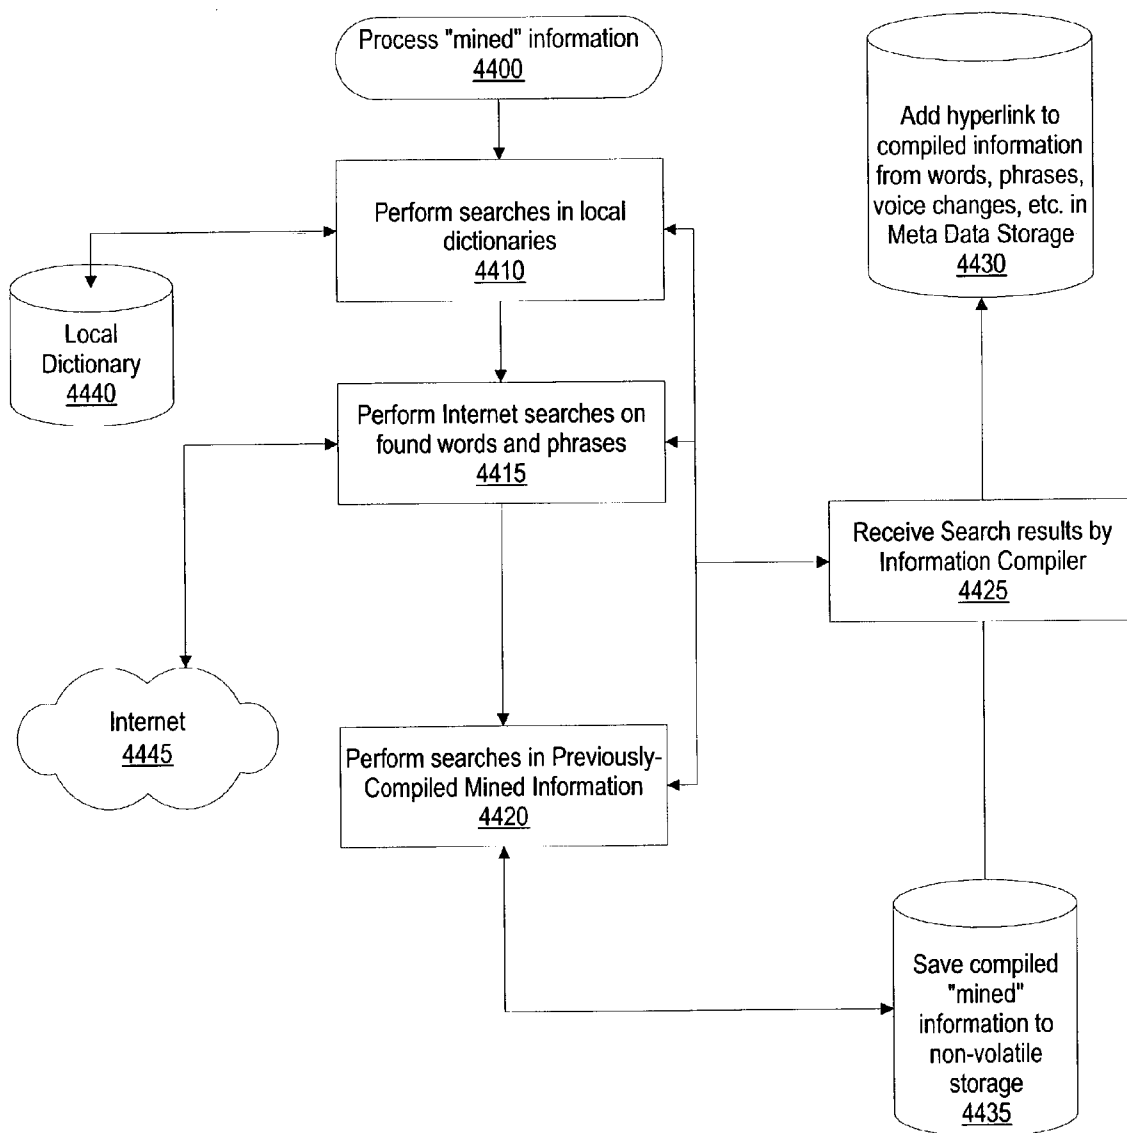 Process "mined" information
4400
Add hyperlink to
compiled information
from words, phrases,
voice changes, etc. in
Meta Data Storage
4430
Perform searches in local
dictionaries
4410
Local
Dictionary
4440
Perform Internet searches on
found words and phrases
4415
Receive Search results by
Information Compiler
4425
Internet
4445
Perform searches in Previously-
Compiled Mined Information
4420
Save compiled
"mined"
information to
non-volatile
storage
4435